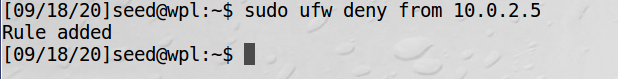 [09/18/20]seed@wpl:~$ sudo ufw deny from 10.0.2.5
Rule added
[09/18/20]seed@wpl:~$